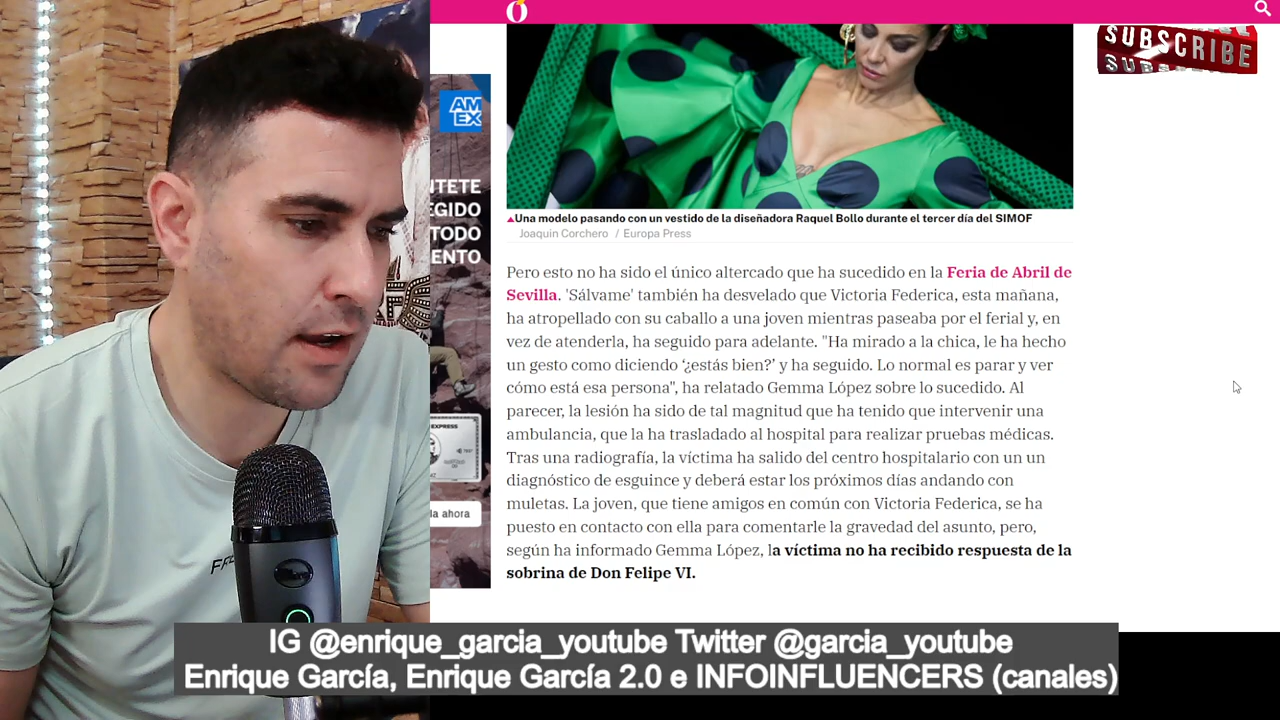 SUBSCRIBE
AM
EX
NTETE
EGIDO
TODO
ENTO
EXPRESS
la ahora
Una modelo pasando con un vestido de la diseñadora Raquel Bollo durante el tercer día del SIMOF
Joaquin Corchero / Europa Press
Pero esto no ha sido el único altercado que ha sucedido en la Feria de Abril de
Sevilla. 'Sálvame' también ha desvelado que Victoria Federica, esta mañana,
ha atropellado con su caballo a una joven mientras paseaba por el ferial y, en
vez de atenderla, ha seguido para adelante. "Ha mirado a la chica, le ha hecho
un gesto como diciendo ‘¿estás bien?’ y ha seguido. Lo normal es parar y ver
cómo está esa persona", ha relatado Gemma López sobre lo sucedido. Al
parecer, la lesión ha sido de tal magnitud que ha tenido que intervenir una
ambulancia, que la ha trasladado al hospital para realizar pruebas médicas.
Tras una radiografía, la víctima ha salido del centro hospitalario con un un
diagnóstico de esguince y deberá estar los próximos días andando con
muletas. La joven, que tiene amigos en común con Victoria Federica, se ha
puesto en contacto con ella para comentarle la gravedad del asunto, pero,
según ha informado Gemma López, la víctima no ha recibido respuesta de la
sobrina de Don Felipe VI.
IG @enrique_garcia_youtube Twitter @garcia_youtube
Enrique García, Enrique García 2.0 e INFOINFLUENCERS (canales)